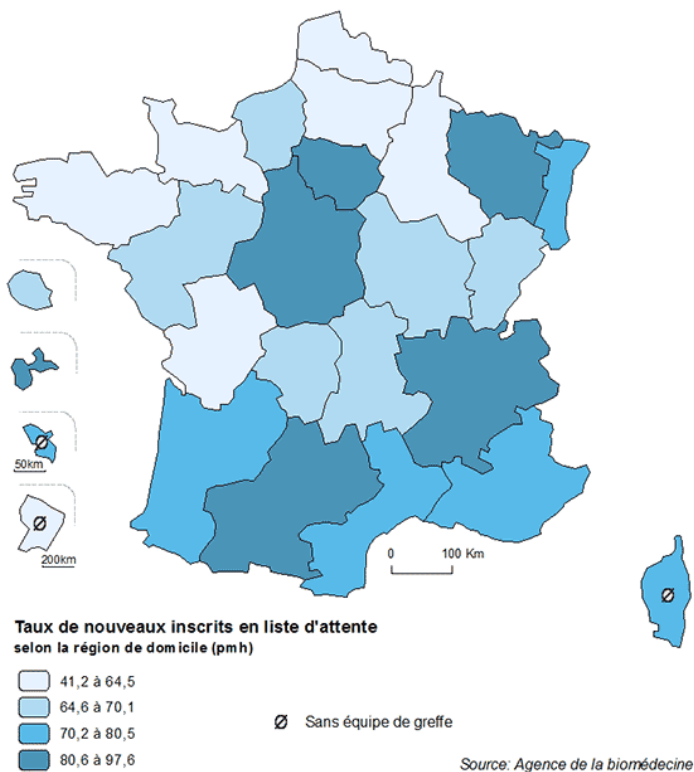 50km
200km
0 100 Km
Taux de nouveaux inscrits en liste d'attente
selon la région de domicile (pmh)
41,2 à 64,5
64,6 à 70,1
70,2 à 80,5
80,6 à 97,6
Ø Sans équipe de greffe
Source: Agence de la biomédecine